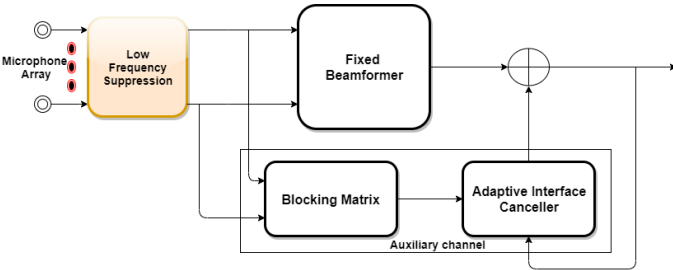 Microphone
Array
Low
Frequency
Suppression
Fixed
Beamformer
Blocking Matrix
Adaptive Interface
Canceller
Auxiliary channel